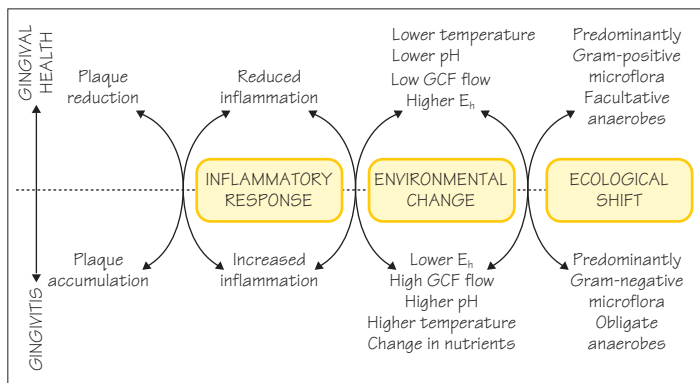 GINGIVAL
HEALTH
Plaque
reduction
Reduced
inflammation
Lower temperature
Lower pH
Low GCF flow
Higher Eh
Predominantly
Gram-positive
microflora
Facultative
anaerobes
INFLAMMATORY
RESPONSE
ENVIRONMENTAL
CHANGE
ECOLOGICAL
SHIFT
GINGIVITIS
Plaque
accumulation
Increased
inflammation
Lower Eh
High GCF flow
Higher pH
Higher temperature
Change in nutrients
Predominantly
Gram-negative
microflora
Obligate
anaerobes